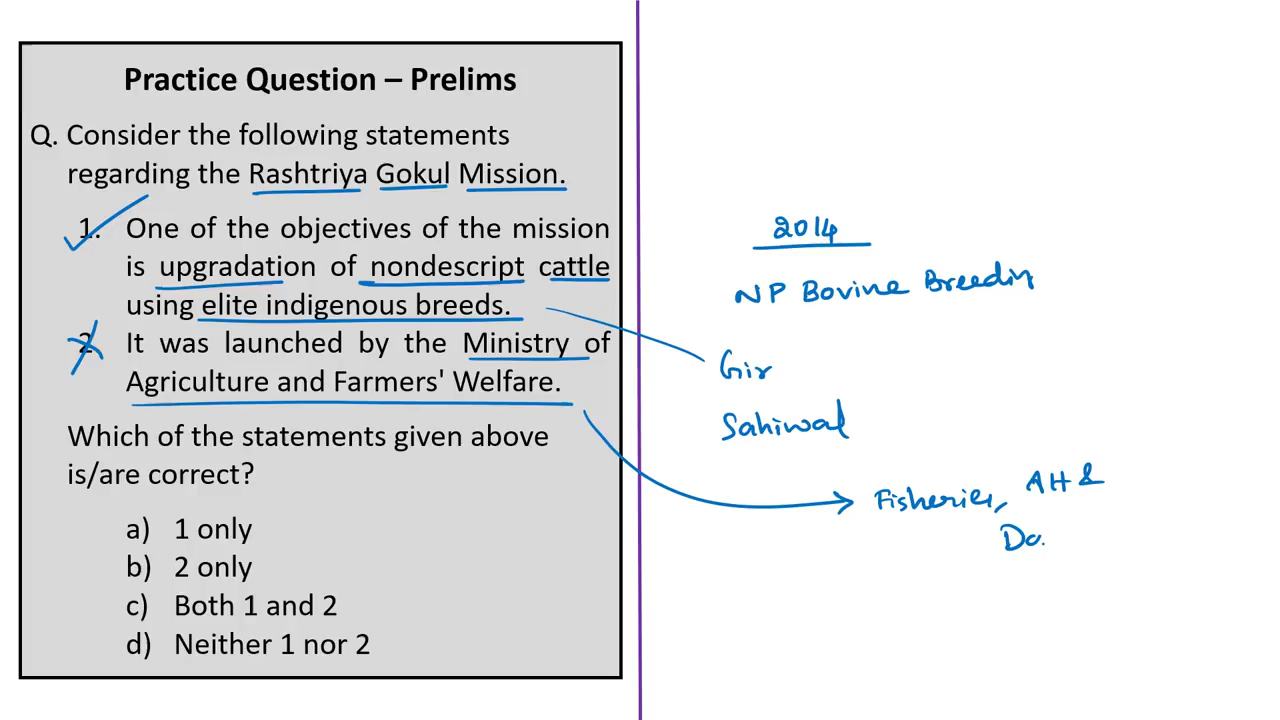 Practice Question – Prelims
Q. Consider the following statements
regarding the Rashtriya Gokul Mission.
1. One of the objectives of the mission
is upgradation of nondescript cattle
using elite indigenous breeds.
2. It was launched by the Ministry of
Agriculture and Farmers' Welfare.
Which of the statements given above
is/are correct?
a) 1 only
b) 2 only
c) Both 1 and 2
d) Neither 1 nor 2
2014
NP Bovine Breeding
Gir
Sahiwal
Fisheries, AH &
Da